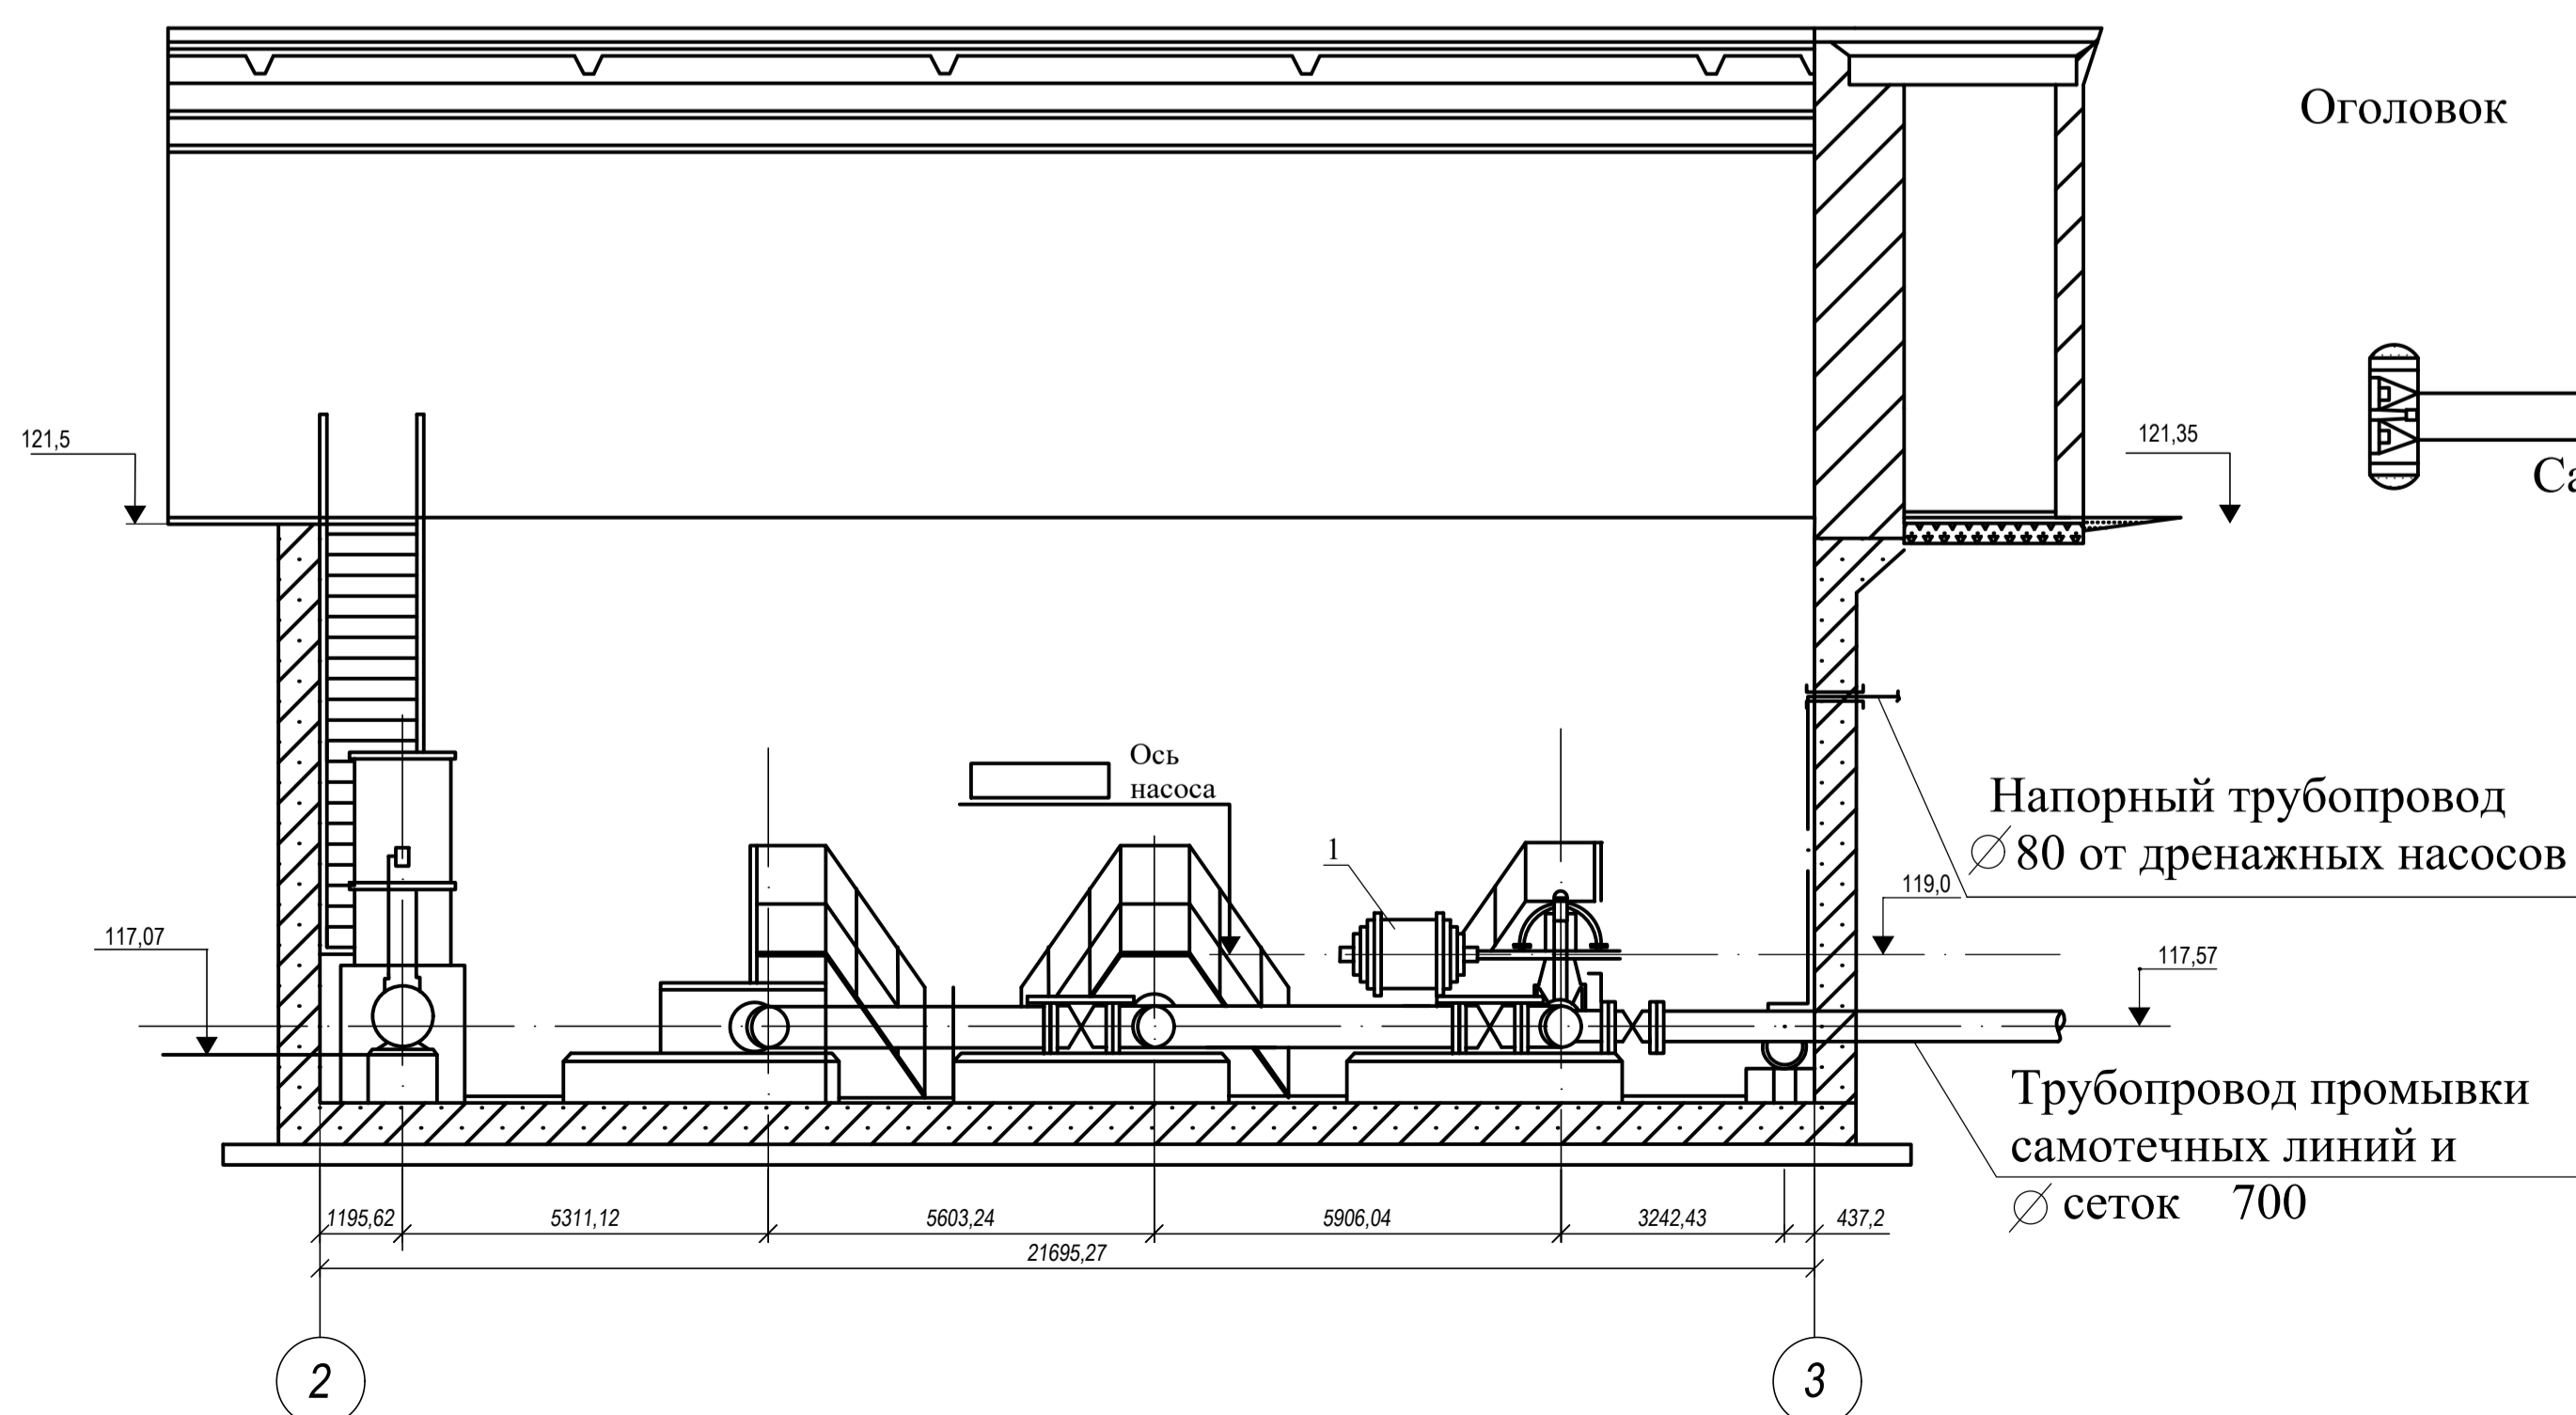 Оголовок
121,5
121,35
Са
Ось
насоса
1
Напорный трубопровод
∅ 80 от дренажных насосов
119,0
117,07
117,57
Трубопровод промывки
самотечных линий и
∅ сеток 700
1195,62
5311,12
5603,24
5906,04
3242,43
437,2
21695,27
2
3